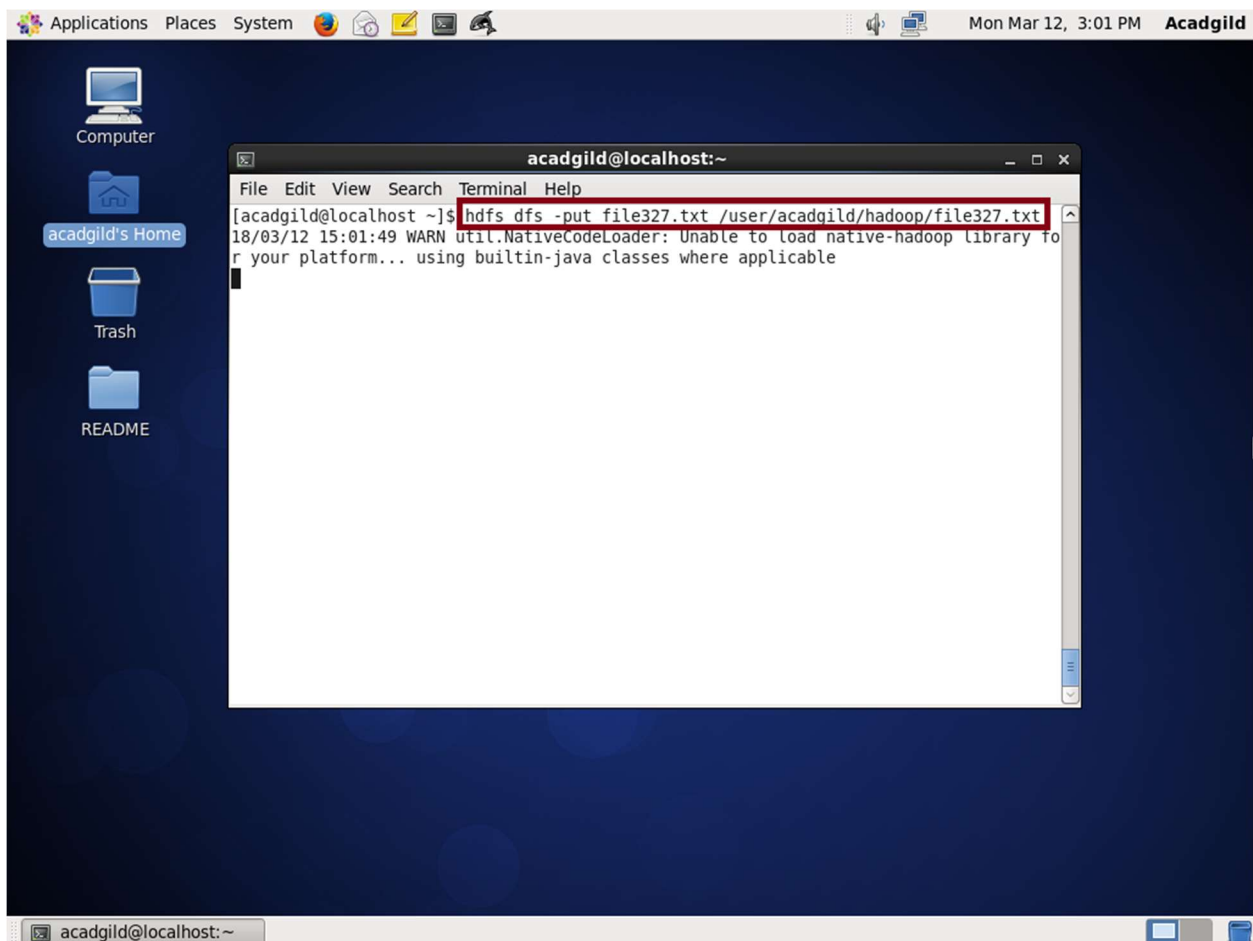 Applications Places System Mon Mar 12, 3:01 PM Acadgild
Computer
acadgild's Home
Trash
README
acadgild@localhost:~
File Edit View Search Terminal Help
[acadgild@localhost ~]$ hdfs dfs -put file327.txt /user/acadgild/hadoop/file327.txt
18/03/12 15:01:49 WARN util.NativeCodeLoader: Unable to load native-hadoop library fo
r your platform... using builtin-java classes where applicable
acadgild@localhost:~